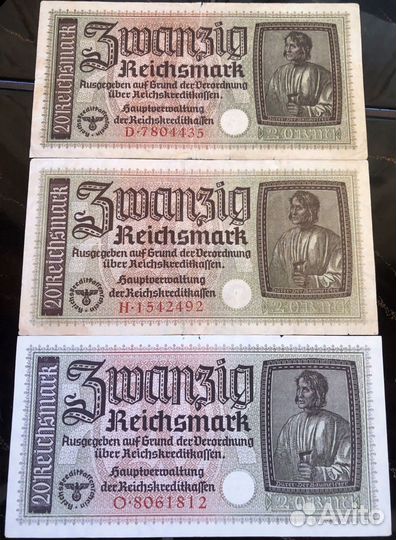 20 Reichsmark
Zwanzig
Reichsmark
Ausgegeben auf Grund der Verordnung
über Reichskreditkassen.
Hauptverwaltung
der Reichskreditkassen
D·7804435
20RM
20 Reichsmark
Zwanzig
Reichsmark
Ausgegeben auf Grund der Verordnung
über Reichskreditkassen.
Hauptverwaltung
der Reichskreditkassen
H·1542492
20 Reichsmark
Zwanzig
Reichsmark
Ausgegeben auf Grund der Verordnung
über Reichskreditkassen.
Hauptverwaltung
der Reichskreditkassen
O·8061812
Avito